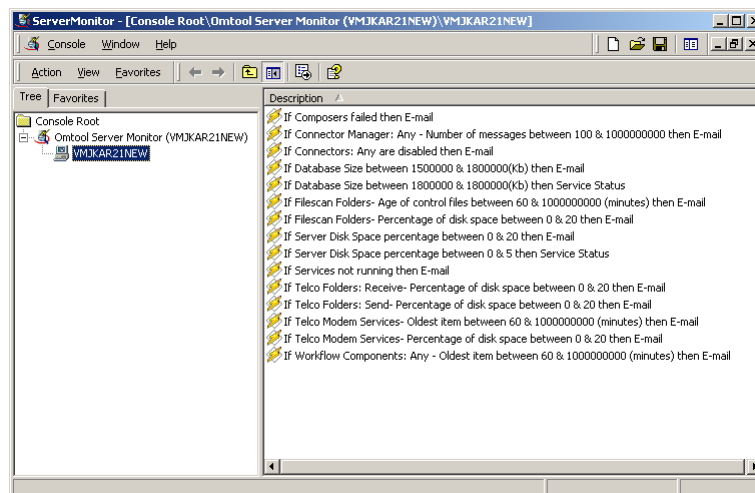 ServerMonitor - [Console Root\Omtool Server Monitor (VMJKAR21NEW)\VMJKAR21NEW]
Console Window Help
Action View Favorites
Tree Favorites
Description
Console Root
Omtool Server Monitor (VMJKAR21NEW)
VMJKAR21NEW
If Composers failed then E-mail
If Connector Manager: Any - Number of messages between 100 & 1000000000 then E-mail
If Connectors: Any are disabled then E-mail
If Database Size between 1500000 & 1800000(Kb) then E-mail
If Database Size between 1800000 & 1800000(Kb) then Service Status
If Filescan Folders- Age of control files between 60 & 1000000000 (minutes) then E-mail
If Filescan Folders- Percentage of disk space between 0 & 20 then E-mail
If Server Disk Space percentage between 0 & 20 then E-mail
If Server Disk Space percentage between 0 & 5 then Service Status
If Services not running then E-mail
If Telco Folders: Receive- Percentage of disk space between 0 & 20 then E-mail
If Telco Folders: Send- Percentage of disk space between 0 & 20 then E-mail
If Telco Modem Services- Oldest item between 60 & 1000000000 (minutes) then E-mail
If Telco Modem Services- Percentage of disk space between 0 & 20 then E-mail
If Workflow Components: Any - Oldest item between 60 & 1000000000 (minutes) then E-mail